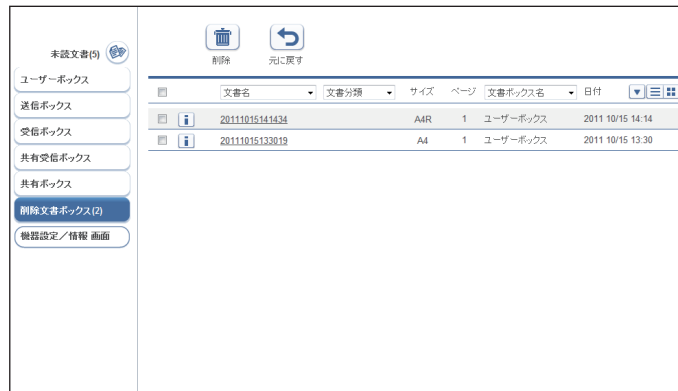 未読文書(5)
削除 元に戻す
ユーザーボックス
送信ボックス
受信ボックス
共有受信ボックス
共有ボックス
削除文書ボックス(2)
機器設定／情報 画面
文書名 文書分類 サイズ ページ 文書ボックス名 日付
20111015141434 A4R 1 ユーザーボックス 2011 10/15 14:14
20111015133019 A4 1 ユーザーボックス 2011 10/15 13:30